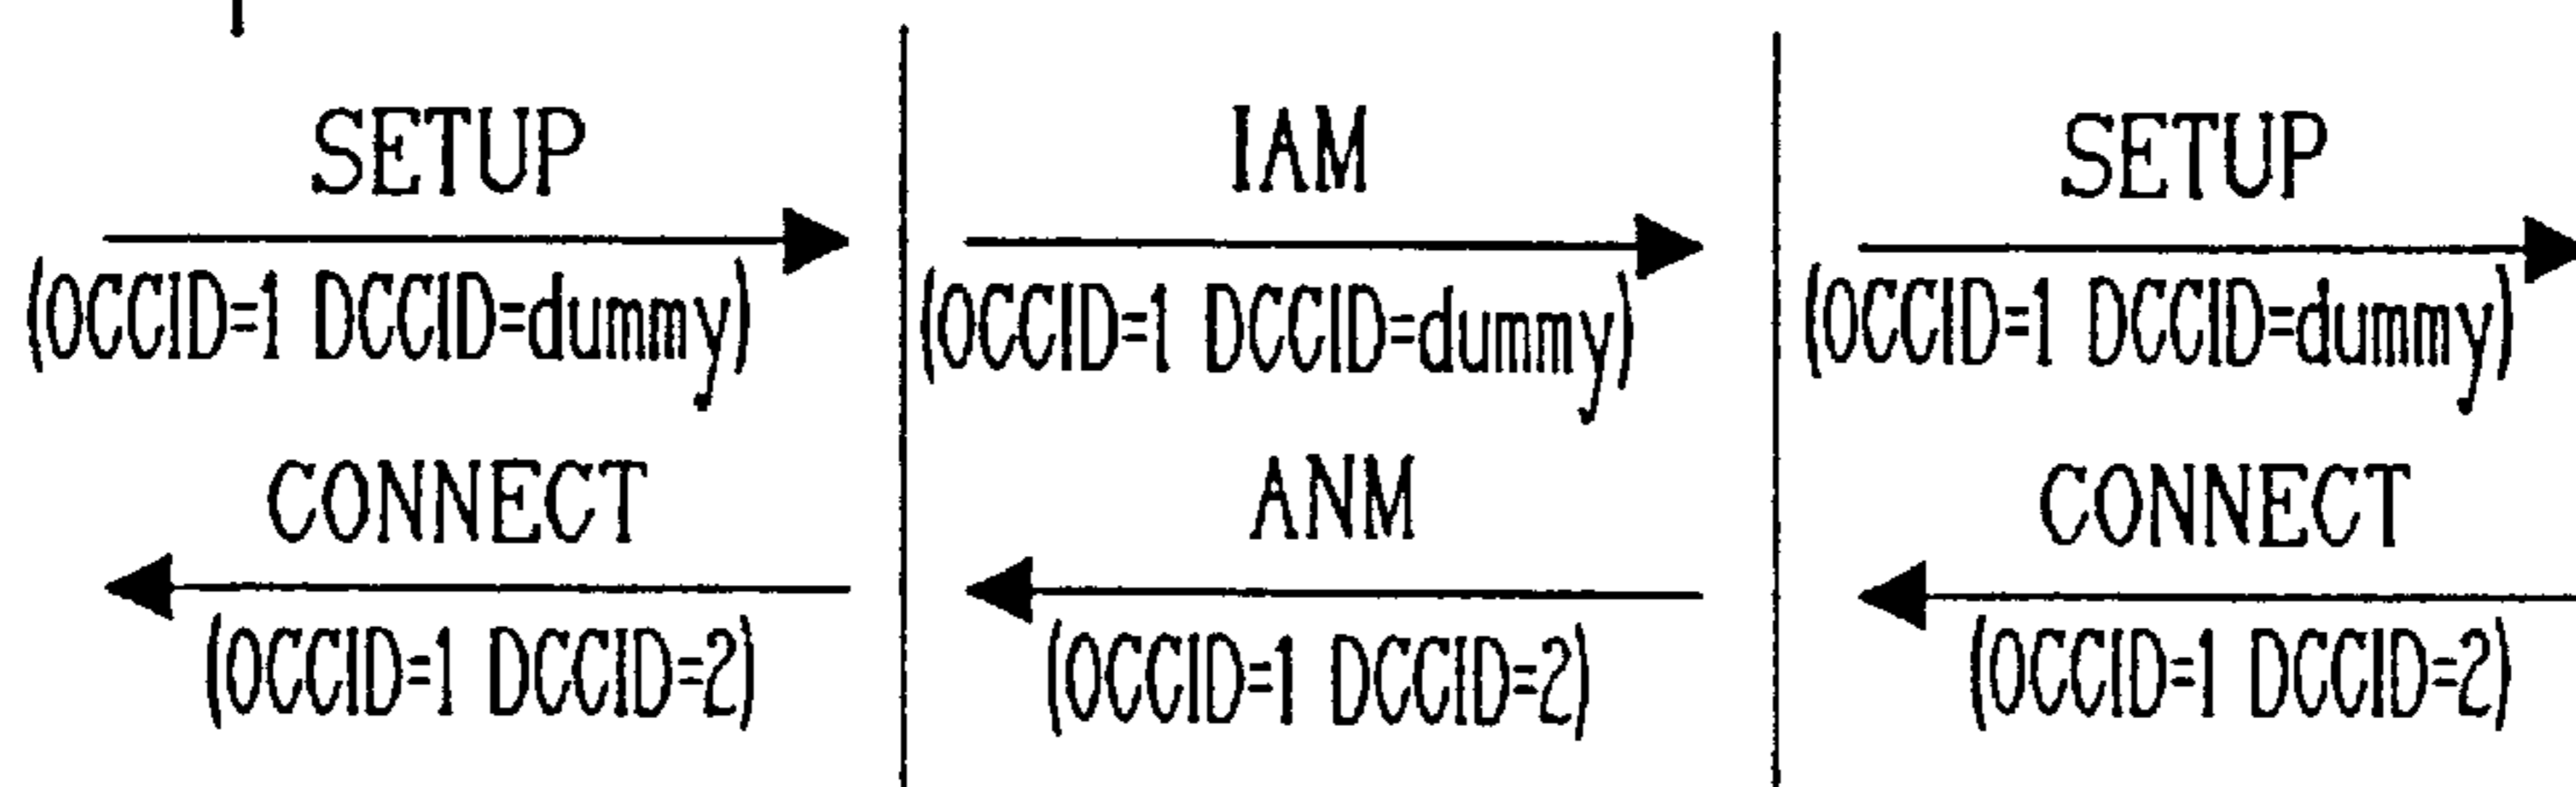 SETUP IAM SETUP
(OCCID=1 DCCID=dummy) (OCCID=1 DCCID=dummy) (OCCID=1 DCCID=dummy)
CONNECT ANM CONNECT
(OCCID=1 DCCID=2) (OCCID=1 DCCID=2) (OCCID=1 DCCID=2)